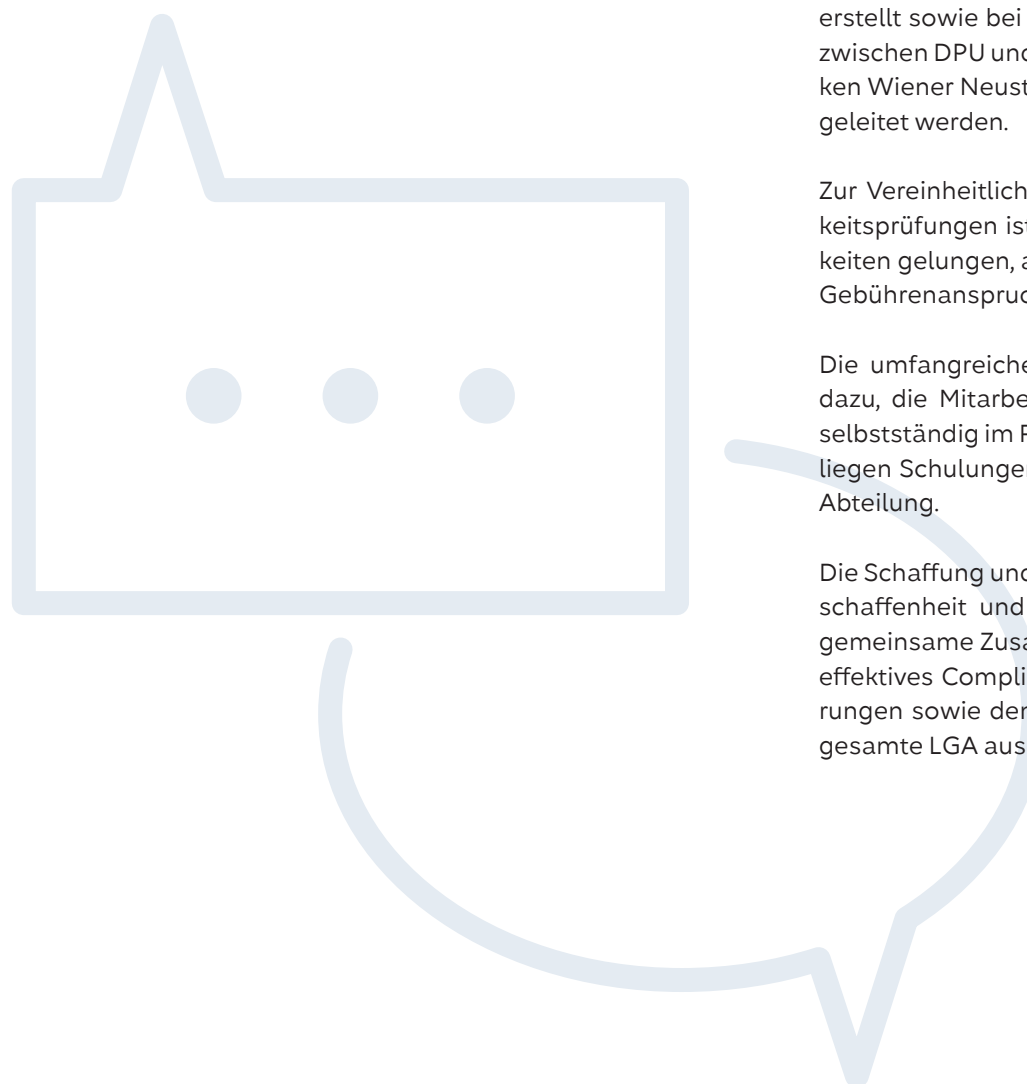 erstellt sowie bei
zwischen DPU und
ken Wiener Neust
geleitet werden.
Zur Vereinheitlich
keitsprüfungen ist
keiten gelungen, a
Gebührenanspruc
Die umfangreiche
dazu, die Mitarbe
selbstständig im
liegen Schulunge
Abteilung.
Die Schaffung und
schaffenheit und
gemeinsame Zusa
effektives Compli
rungen sowie der
gesamte LGA aus